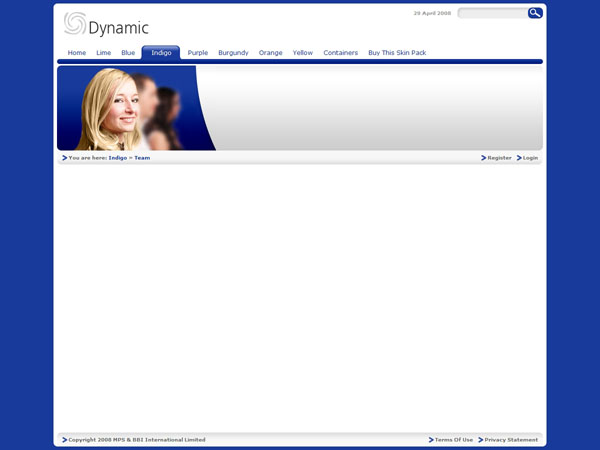 Dynamic
29 April 2008
Home Lime Blue Indigo Purple Burgundy Orange Yellow Containers Buy This Skin Pack
You are here: Indigo » Team
Register Login
Copyright 2008 MPS & BBI International Limited
Terms Of Use Privacy Statement